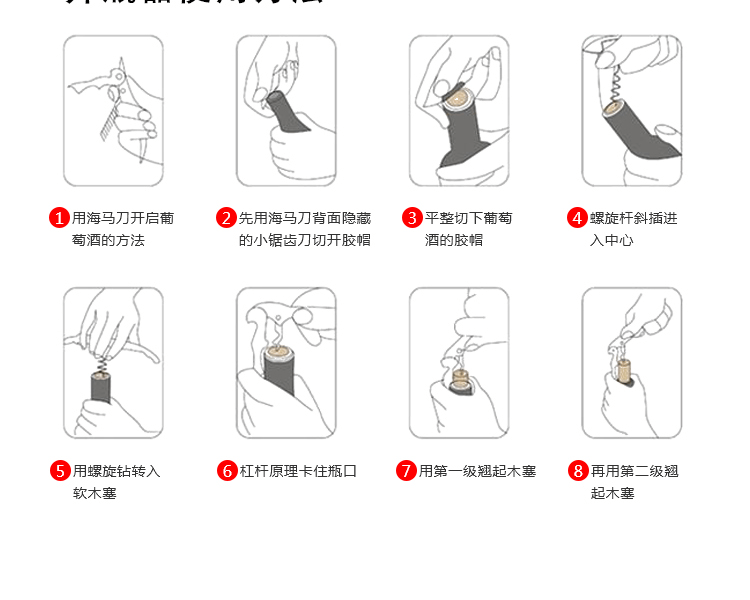 1 用海马刀开启葡
萄酒的方法
2 先用海马刀背面隐藏
的小锯齿刀切开胶帽
3 平整切下葡萄
酒的胶帽
4 螺旋杆斜插进
入中心
5 用螺旋钻转入
软木塞
6 杠杆原理卡住瓶口
7 用第一级翘起木塞
8 再用第二级翘
起木塞